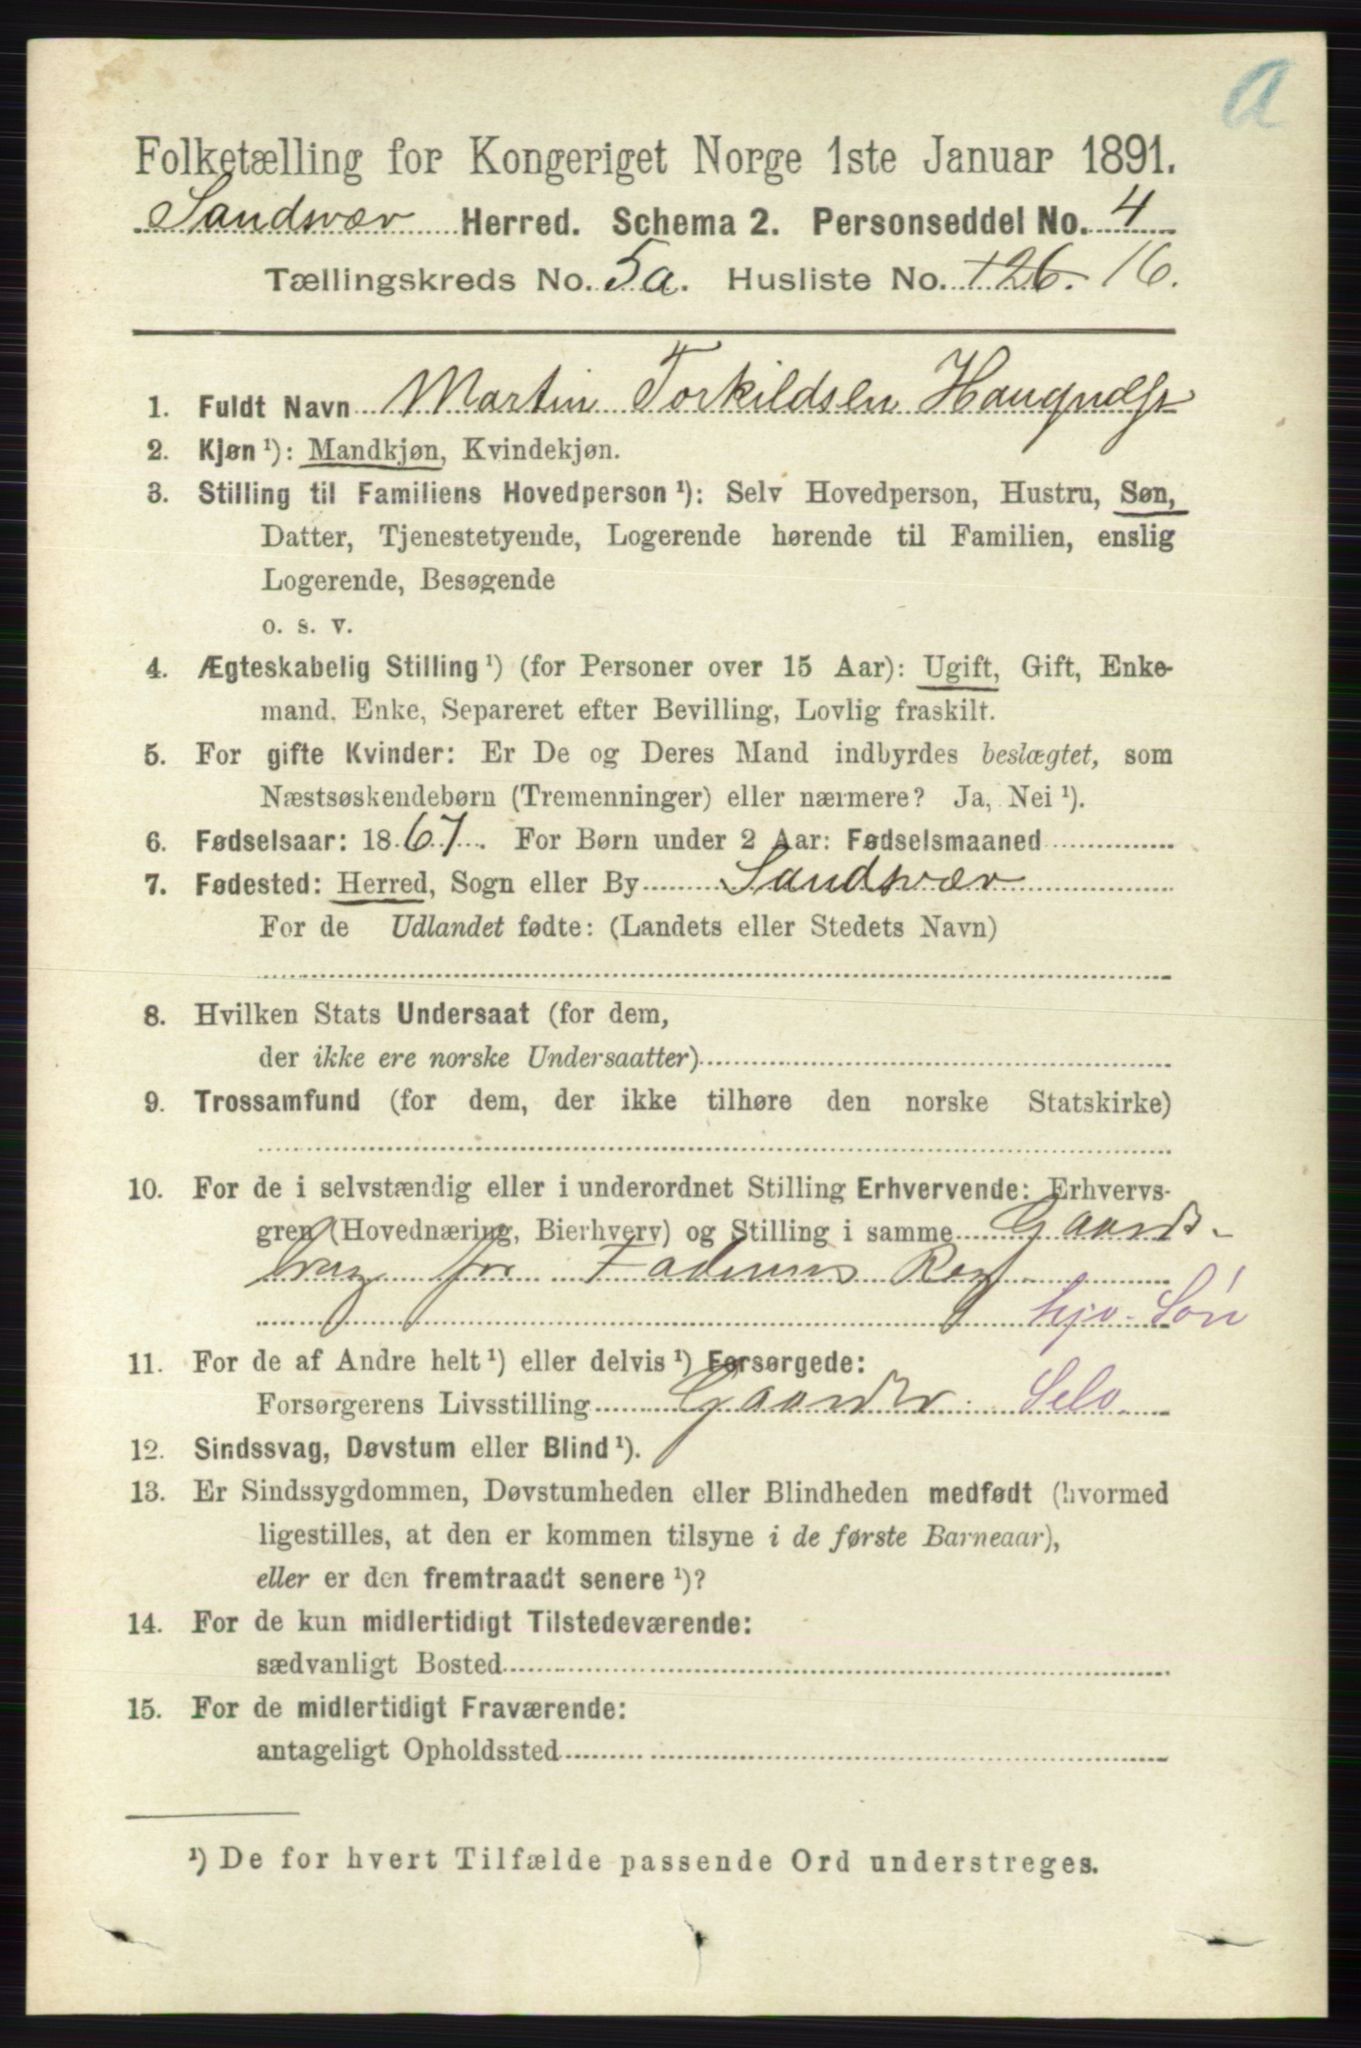 a
Folketælling for Kongeriget Norge 1ste Januar 1891.
Sandsvær Herred. Schema 2. Personseddel No. 4
Tællingskreds No. 5a. Husliste No. 126. 16.
1. Fuldt Navn Martin Torkildsen
2. Kjøn ¹): Mandkjøn, Kvindekjøn.
3. Stilling til Familiens Hovedperson ¹): Selv Hovedperson, Hustru, Søn,
Datter, Tjenestetyende, Logerende hørende til Familien, enslig
Logerende, Besøgende
o. s. v.
4. Ægteskabelig Stilling ¹) (for Personer over 15 Aar): Ugift, Gift, Enke-
mand, Enke, Separeret efter Bevilling, Lovlig fraskilt.
5. For gifte Kvinder: Er De og Deres Mand indbyrdes beslægtet, som
Næstsøskendebørn (Tremenninger) eller nærmere? Ja, Nei ¹).
6. Fødselsaar: 1867. For Børn under 2 Aar: Fødselsmaaned
7. Fødested: Herred, Sogn eller By Sandsvær
For de Udlandet fødte: (Landets eller Stedets Navn)
8. Hvilken Stats Undersaat (for dem,
der ikke ere norske Undersaatter)
9. Trossamfund (for dem, der ikke tilhøre den norske Statskirke)
10. For de i selvstændig eller i underordnet Stilling Erhvervende: Erhvervs-
gren (Hovednæring, Bierhverv) og Stilling i samme Gaards-
brug for Faderens Reg
hjv. Søn
11. For de af Andre helt ¹) eller delvis ¹) Forsørgede:
Forsørgerens Livsstilling Gaardbr. Selv.
12. Sindssvag, Døvstum eller Blind ¹).
13. Er Sindssygdommen, Døvstumheden eller Blindheden medfødt (hvormed
ligestilles, at den er kommen tilsyne i de første Barneaar),
eller er den fremtraadt senere ¹)?
14. For de kun midlertidigt Tilstedeværende:
sædvanligt Bosted
15. For de midlertidigt Fraværende:
antageligt Opholdssted
¹) De for hvert Tilfælde passende Ord understreges.